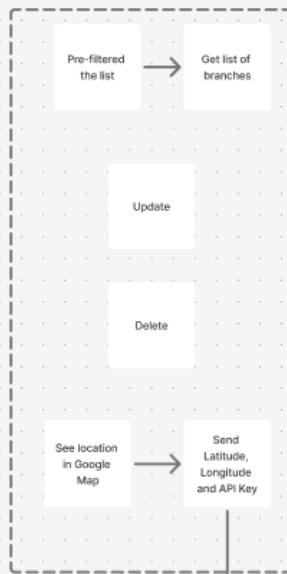 Pre-filtered
the list
Get list of
branches
Update
Delete
See location
in Google
Map
Send
Latitude,
Longitude
and API Key